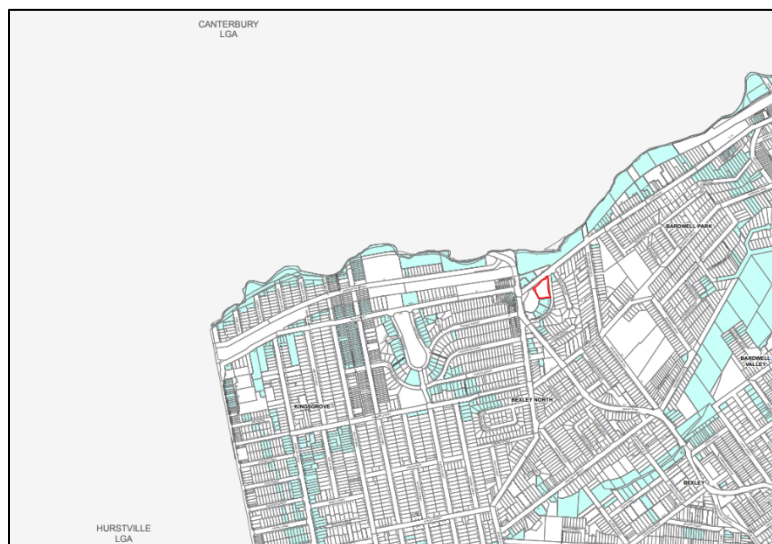 CANTERBURY
LGA
BARDWELL PARK
BARDWELL
VALLEY
KINGSGROVE
BEXLEY NORTH
BEXLEY
HURSTVILLE
LGA